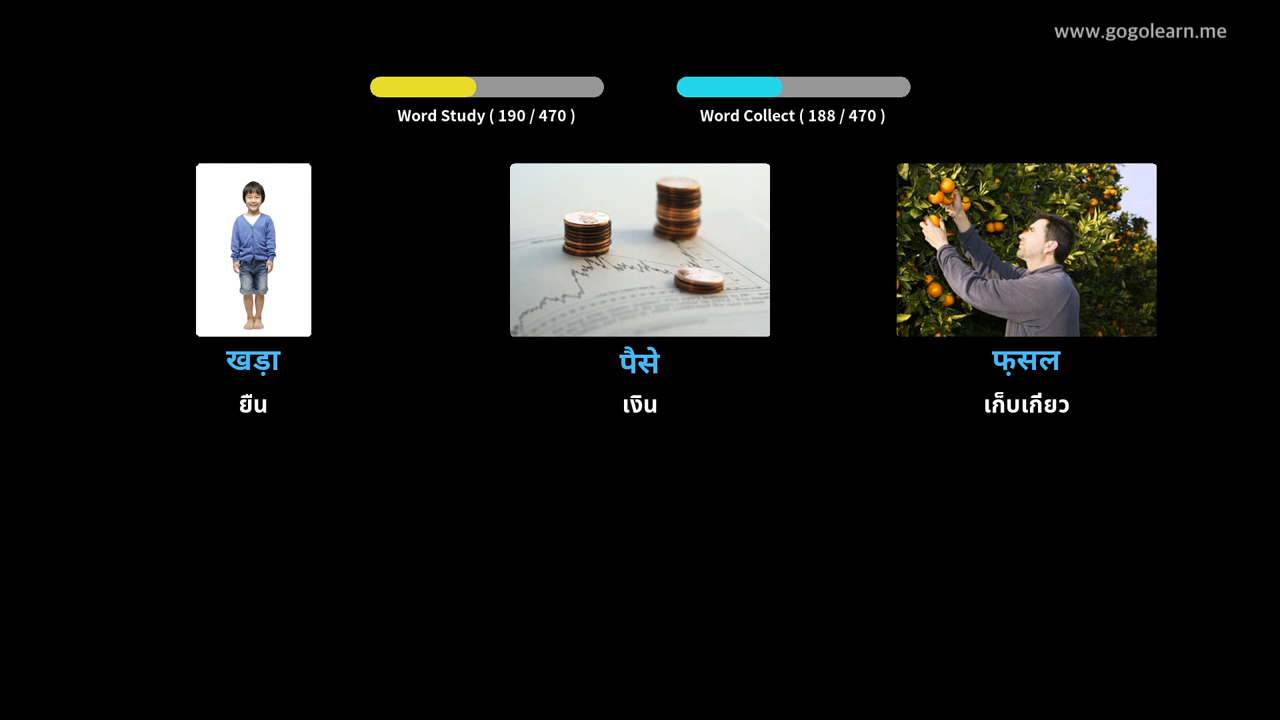 www.gogolearn.me
Word Study ( 190 / 470 )
Word Collect ( 188 / 470 )
खड़ा
पैसे
फ़सल
ยืน
เงิน
เก็บเกี่ยว